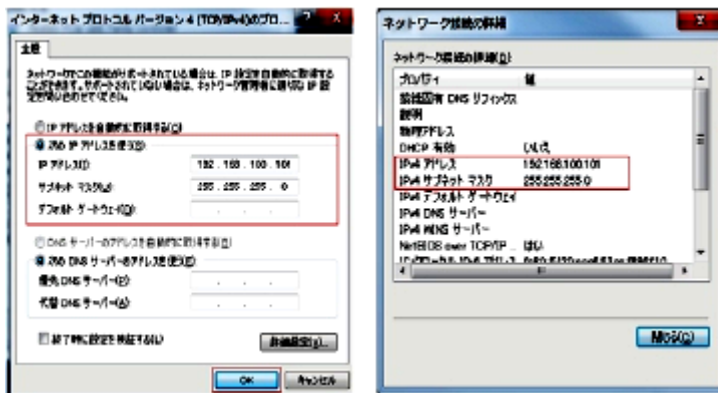 インターネット プロトコル バージョン 4 (TCP/IPv4)のプロ...
全般
ネットワークでこの機能がサポートされている場合は、IP 設定を自動的に取得する
ことができます。サポートされていない場合は、ネットワーク管理者に適切な IP 設
定を問い合わせてください。
IP アドレスを自動的に取得する(O)
次の IP アドレスを使う(S):
IP アドレス(I): 192 . 168 . 100 . 101
サブネット マスク(U): 255 . 255 . 255 . 0
デフォルト ゲートウェイ(D):
DNS サーバーのアドレスを自動的に取得する(B)
次の DNS サーバーのアドレスを使う(E):
優先 DNS サーバー(P):
代替 DNS サーバー(A):
終了時に設定を検証する(L)
詳細設定(V)...
OK
キャンセル
ネットワーク接続の詳細
ネットワーク接続の詳細(D):
プロパティ 値
接続固有 DNS サフィックス
説明
物理アドレス
DHCP 有効 いいえ
IPv4 アドレス 192.168.100.101
IPv4 サブネット マスク 255.255.255.0
IPv4 デフォルト ゲートウェイ
IPv4 DNS サーバー
IPv4 WINS サーバー
NetBIOS over TCP/IP ... はい
閉じる(C)